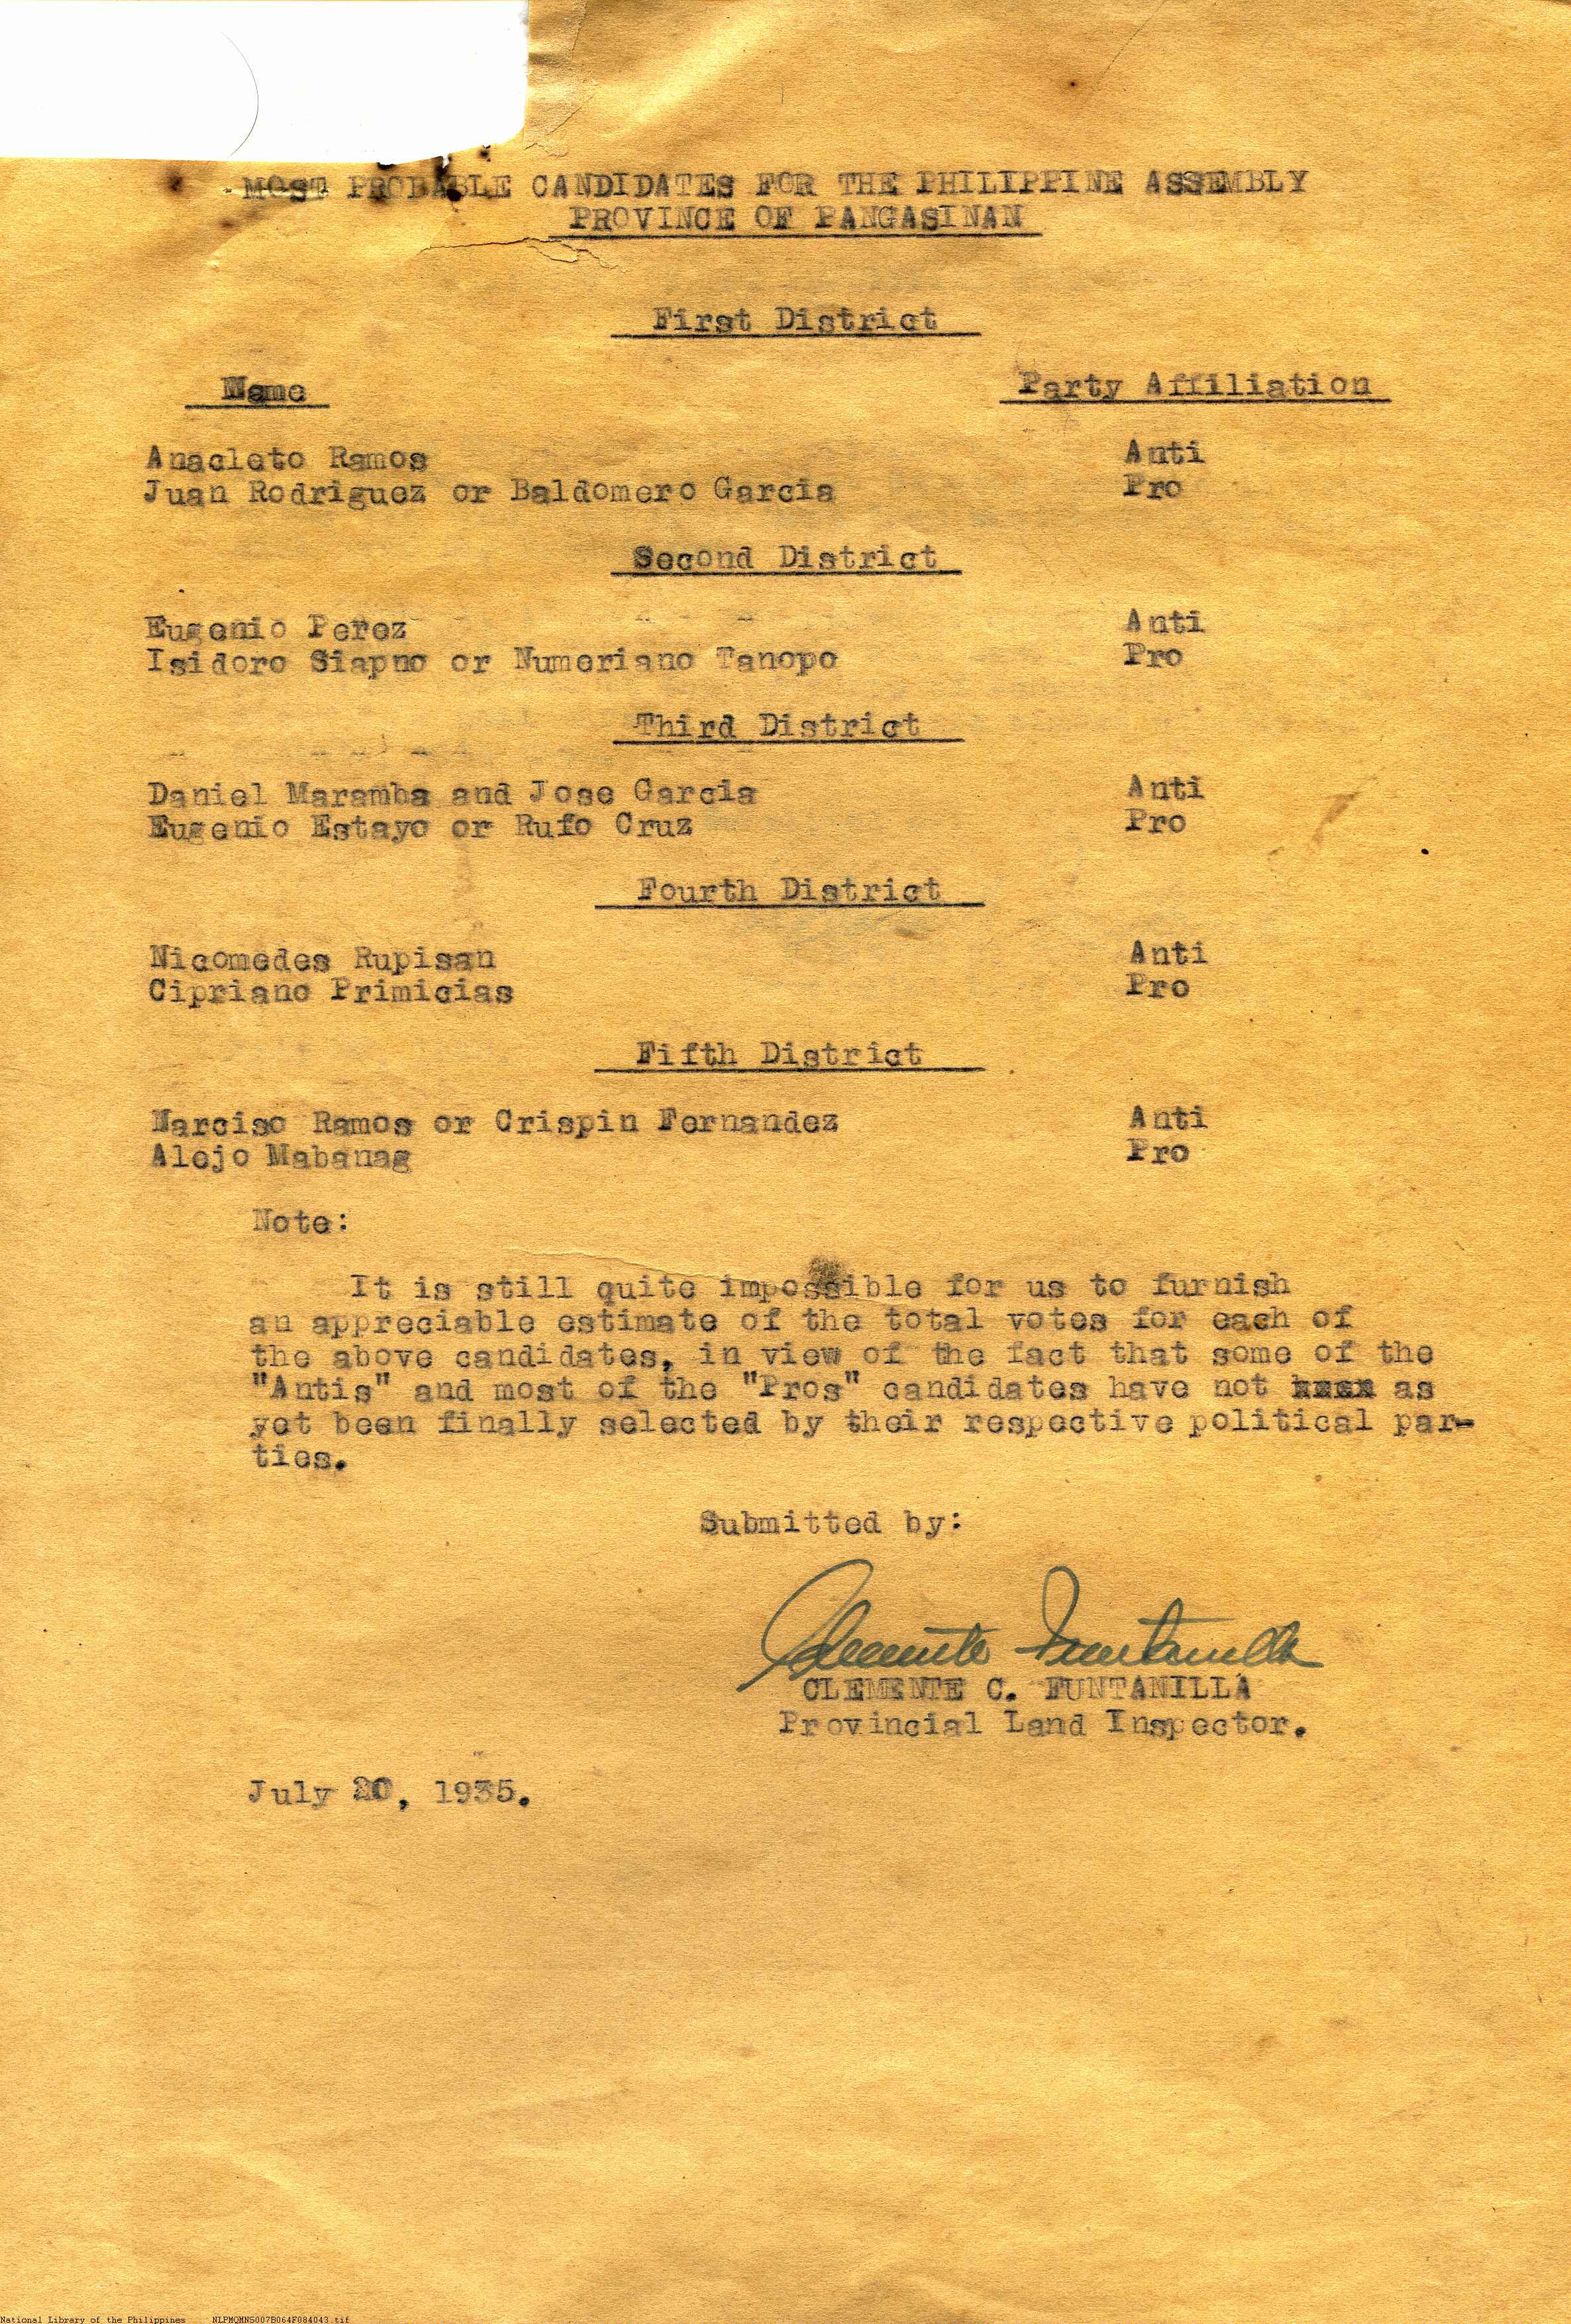 MOST PROBABLE CANDIDATES FOR THE PHILIPPINE ASSEMBLY
PROVINCE OF PANGASINAN
First District
Name Party Affiliation
Anacleto Ramos Anti
Juan Rodriguez or Baldomero Garcia Pro
Second District
Eugenio Perez Anti
Isidoro Siapno or Numeriano Tanopo Pro
Third District
Daniel Maramba and Jose Garcia Anti
Eugenio Estayo or Rufo Cruz Pro
Fourth District
Nicomedes Rupisan Anti
Cipriano Primicias Pro
Fifth District
Narciso Ramos or Crispin Fernandez Anti
Alejo Mabanag Pro
Note:
It is still quite impossible for us to furnish
an appreciable estimate of the total votes for each of
the above candidates, in view of the fact that some of the
"Antis" and most of the "Pros" candidates have not as
yet been finally selected by their respective political par-
ties.
Submitted by:
Clemente Funtanilla
CLEMENTE C. FUNTANILLA
Provincial Land Inspector.
July 20, 1935.
National Library of the Philippines NLPMQMNS007B064F084043.tif